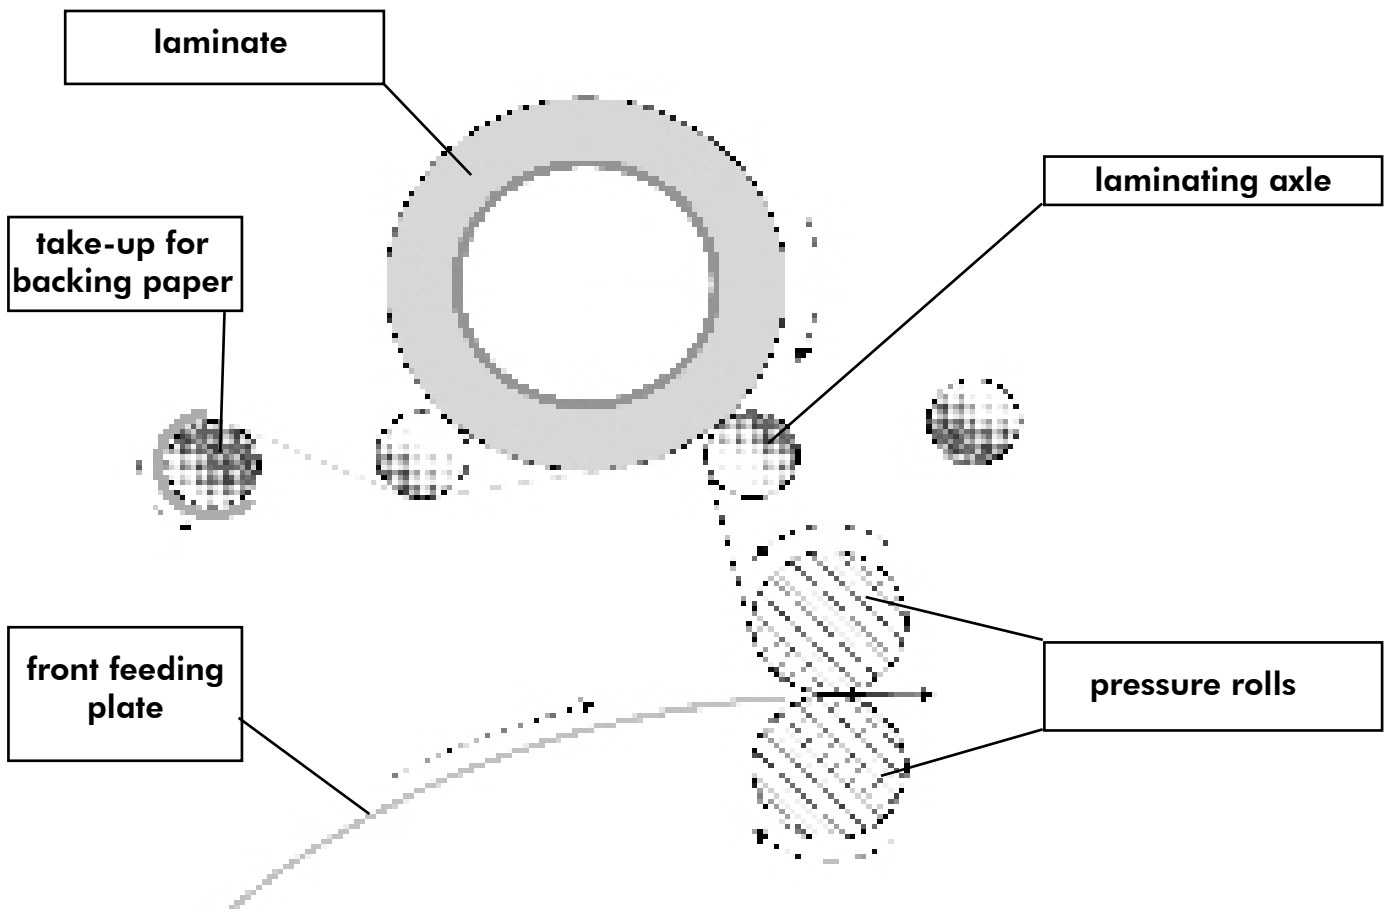 laminate
laminating axle
take-up for
backing paper
front feeding
plate
pressure rolls